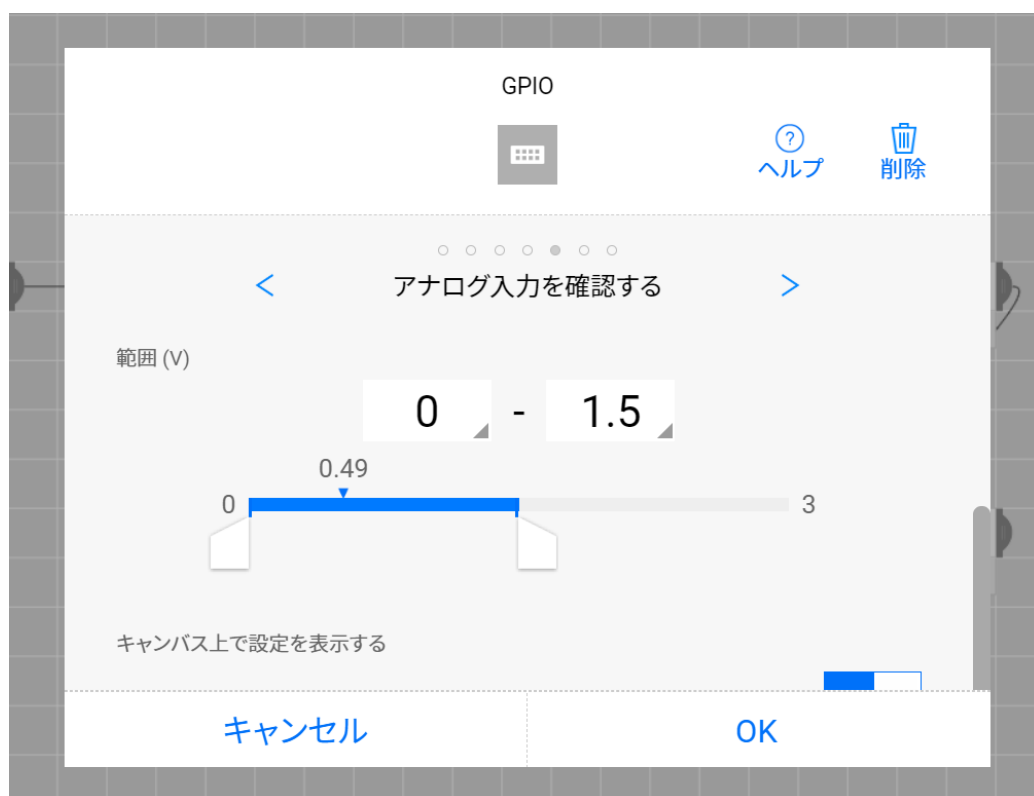 GPIO
ヘルプ
削除
アナログ入力を確認する
範囲 (V)
0 - 1.5
0.49
0 3
キャンバス上で設定を表示する
キャンセル OK